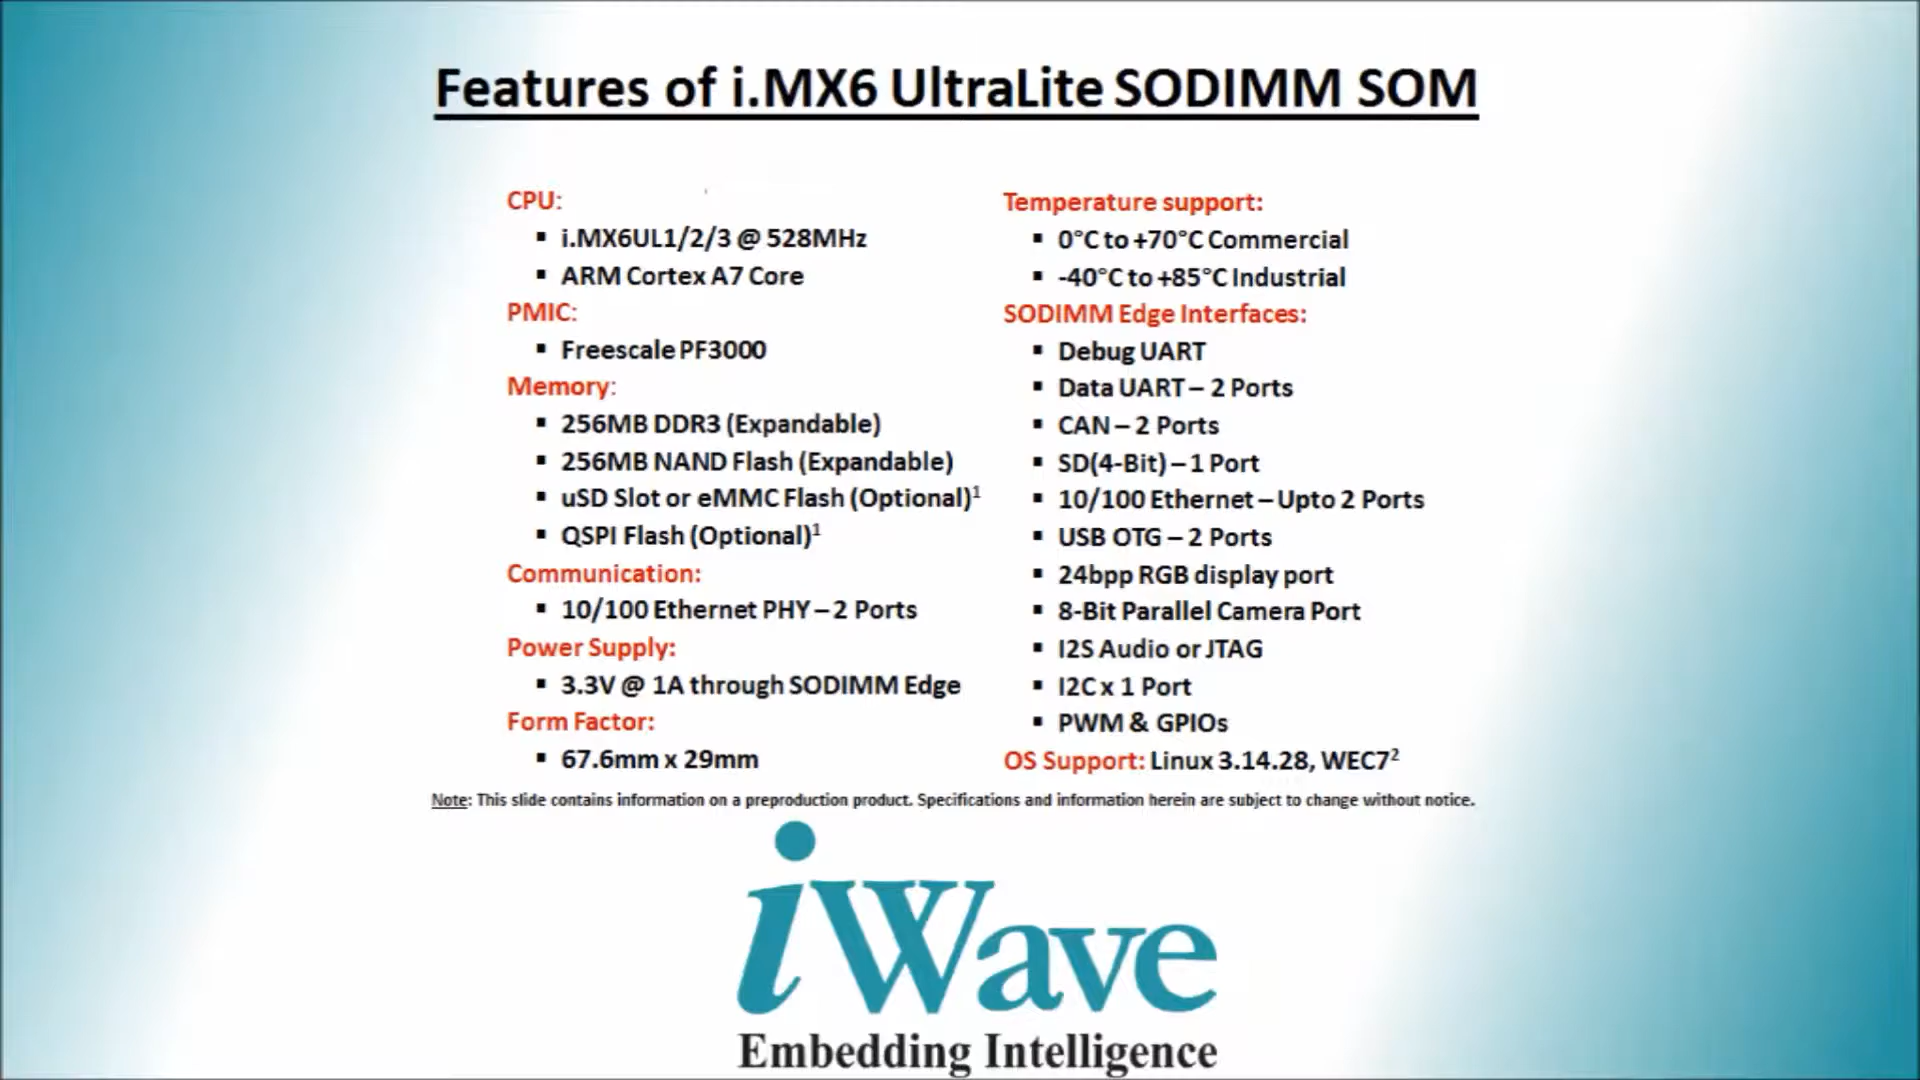 Features of i.MX6 UltraLite SODIMM SOM
CPU:
▪ i.MX6UL1/2/3 @ 528MHz
▪ ARM Cortex A7 Core
PMIC:
▪ Freescale PF3000
Memory:
▪ 256MB DDR3 (Expandable)
▪ 256MB NAND Flash (Expandable)
▪ uSD Slot or eMMC Flash (Optional)¹
▪ QSPI Flash (Optional)¹
Communication:
▪ 10/100 Ethernet PHY – 2 Ports
Power Supply:
▪ 3.3V @ 1A through SODIMM Edge
Form Factor:
▪ 67.6mm x 29mm
Temperature support:
▪ 0°C to +70°C Commercial
▪ -40°C to +85°C Industrial
SODIMM Edge Interfaces:
▪ Debug UART
▪ Data UART – 2 Ports
▪ CAN – 2 Ports
▪ SD(4-Bit) – 1 Port
▪ 10/100 Ethernet – Upto 2 Ports
▪ USB OTG – 2 Ports
▪ 24bpp RGB display port
▪ 8-Bit Parallel Camera Port
▪ I2S Audio or JTAG
▪ I2C x 1 Port
▪ PWM & GPIOs
OS Support: Linux 3.14.28, WEC7²
Note: This slide contains information on a preproduction product. Specifications and information herein are subject to change without notice.
iWave
Embedding Intelligence